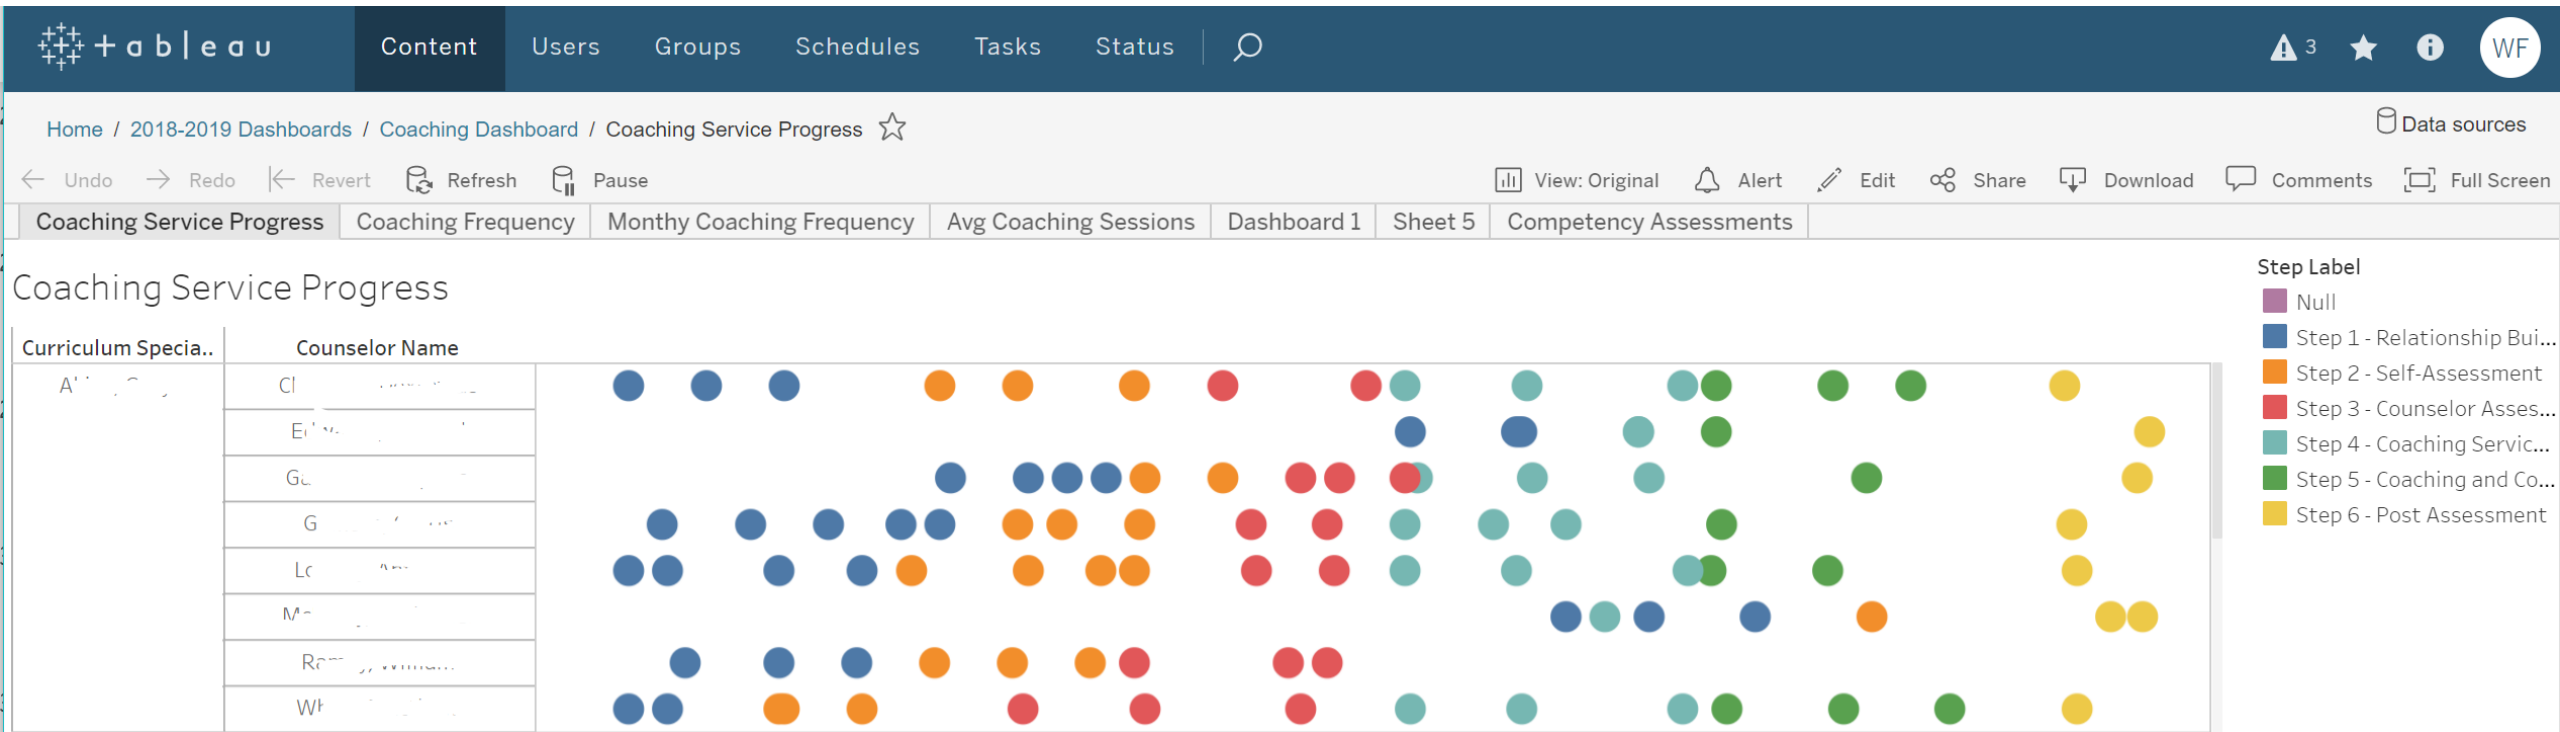 tableau Content Users Groups Schedules Tasks Status 3 WF
Home / 2018-2019 Dashboards / Coaching Dashboard / Coaching Service Progress Data sources
Undo Redo Revert Refresh Pause View: Original Alert Edit Share Download Comments Full Screen
Coaching Service Progress Coaching Frequency Monthy Coaching Frequency Avg Coaching Sessions Dashboard 1 Sheet 5 Competency Assessments
Coaching Service Progress
Curriculum Specia.. Counselor Name
Step Label
Null
Step 1 - Relationship Bui...
Step 2 - Self-Assessment
Step 3 - Counselor Asses...
Step 4 - Coaching Servic...
Step 5 - Coaching and Co...
Step 6 - Post Assessment